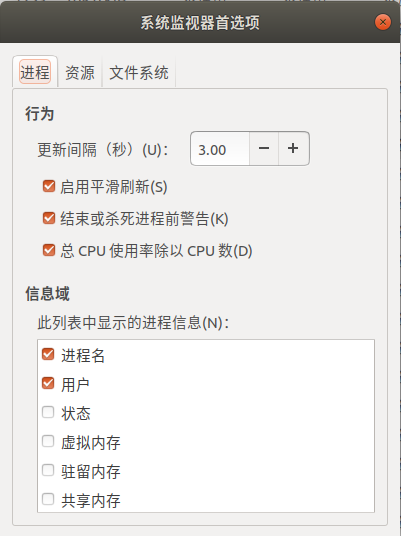 系统监视器首选项
进程 资源 文件系统
行为
更新间隔（秒）(U)： 3.00
启用平滑刷新(S)
结束或杀死进程前警告(K)
总 CPU 使用率除以 CPU 数(D)
信息域
此列表中显示的进程信息(N)：
进程名
用户
状态
虚拟内存
驻留内存
共享内存